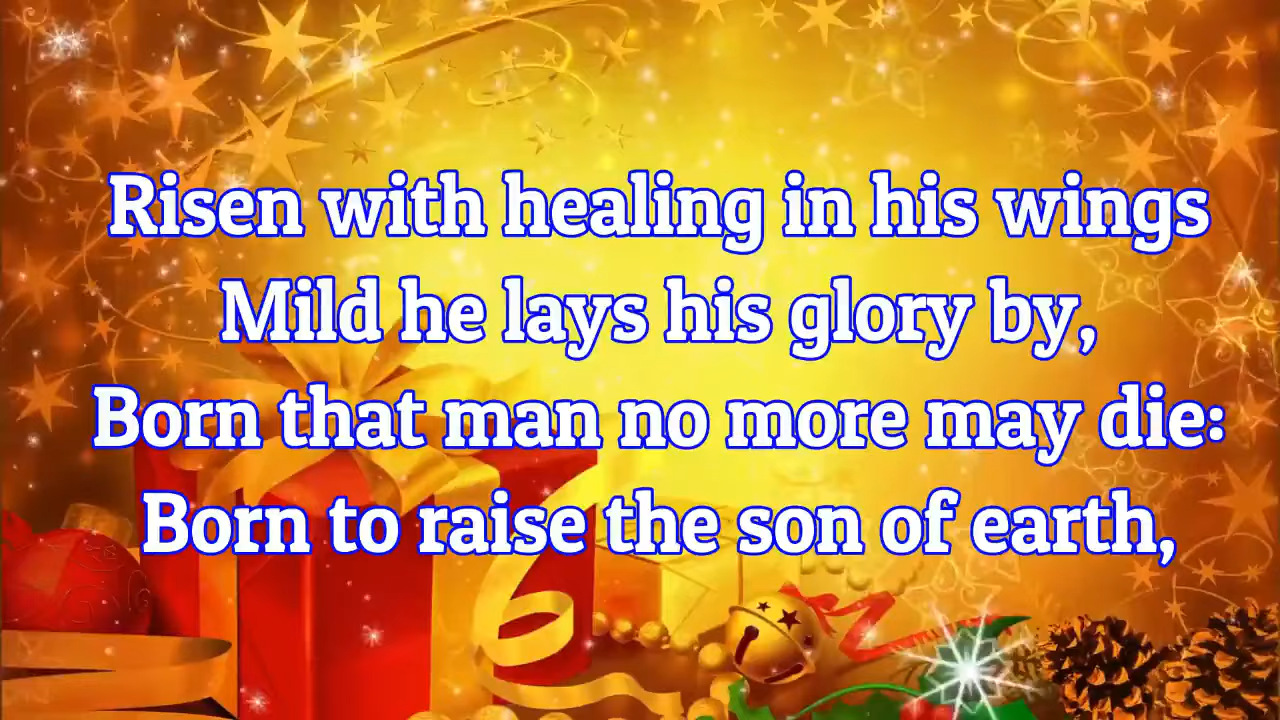 Risen with healing in his wings
Mild he lays his glory by,
Born that man no more may die:
Born to raise the son of earth,